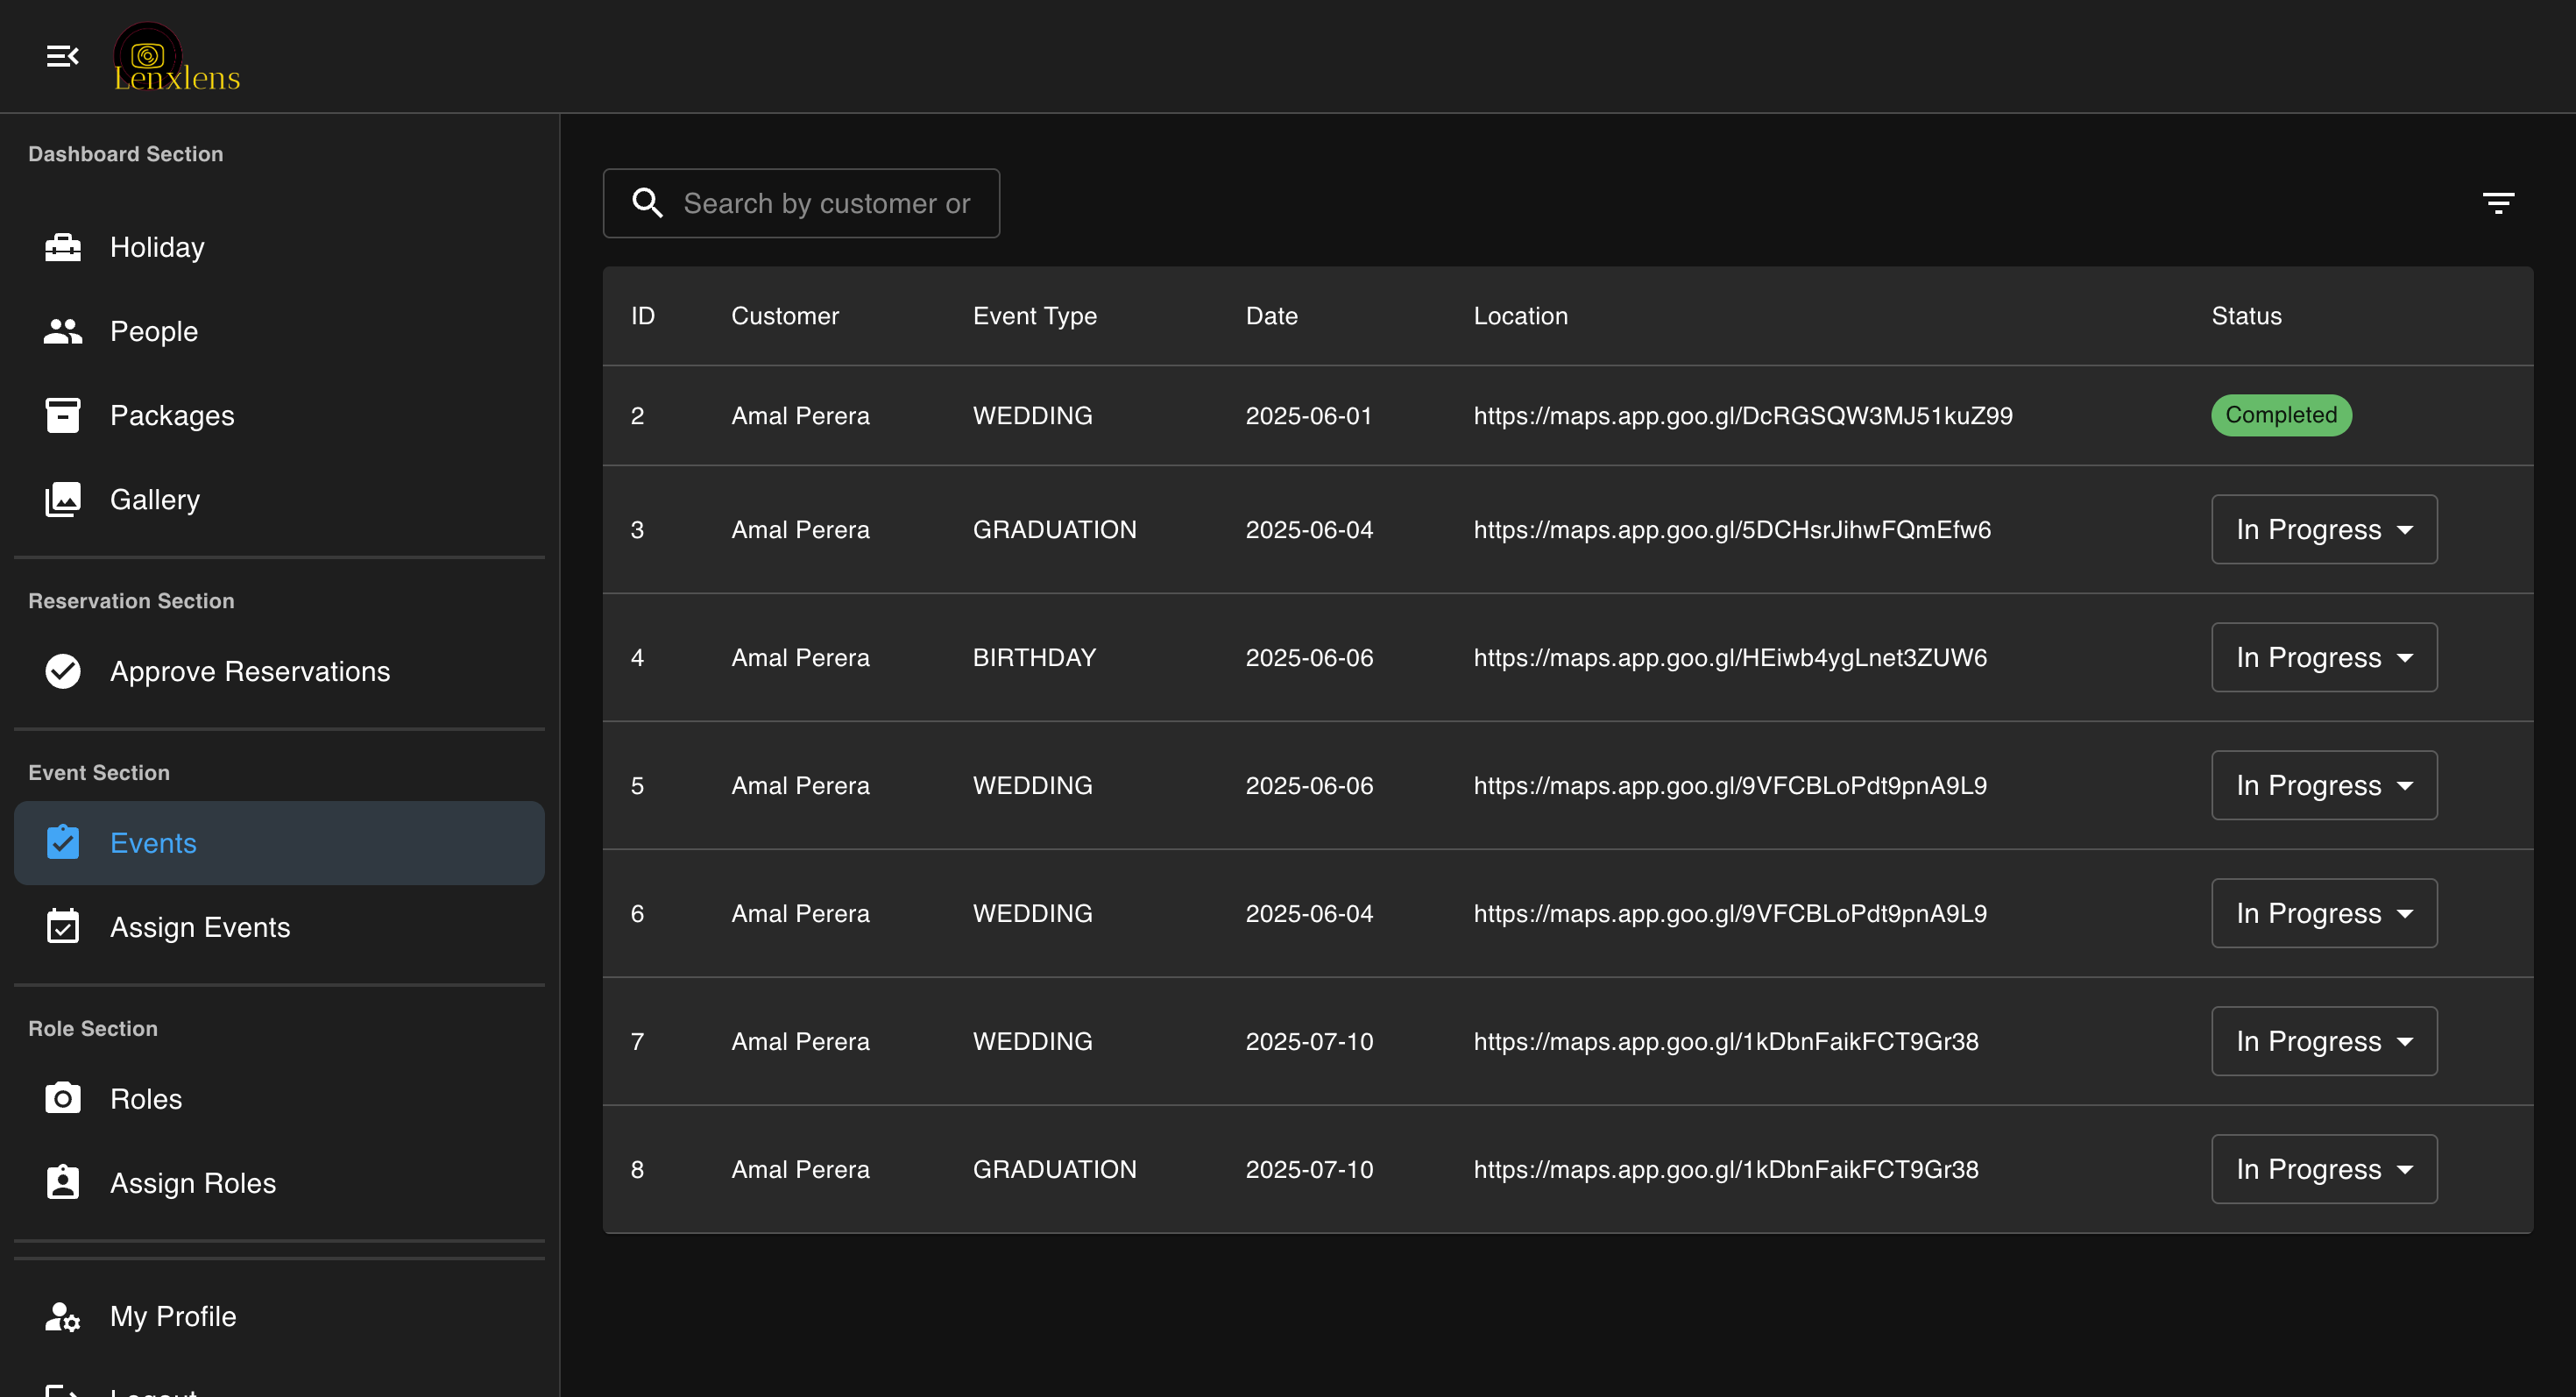 Lenxlens
Dashboard Section
Holiday
People
Packages
Gallery
Reservation Section
Approve Reservations
Event Section
Events
Assign Events
Role Section
Roles
Assign Roles
My Profile
Search by customer or
ID Customer Event Type Date Location Status
2 Amal Perera WEDDING 2025-06-01 https://maps.app.goo.gl/DcRGSQW3MJ51kuZ99 Completed
3 Amal Perera GRADUATION 2025-06-04 https://maps.app.goo.gl/5DCHsrJihwFQmEfw6 In Progress
4 Amal Perera BIRTHDAY 2025-06-06 https://maps.app.goo.gl/HEiwb4ygLnet3ZUW6 In Progress
5 Amal Perera WEDDING 2025-06-06 https://maps.app.goo.gl/9VFCBLoPdt9pnA9L9 In Progress
6 Amal Perera WEDDING 2025-06-04 https://maps.app.goo.gl/9VFCBLoPdt9pnA9L9 In Progress
7 Amal Perera WEDDING 2025-07-10 https://maps.app.goo.gl/1kDbnFaikFCT9Gr38 In Progress
8 Amal Perera GRADUATION 2025-07-10 https://maps.app.goo.gl/1kDbnFaikFCT9Gr38 In Progress